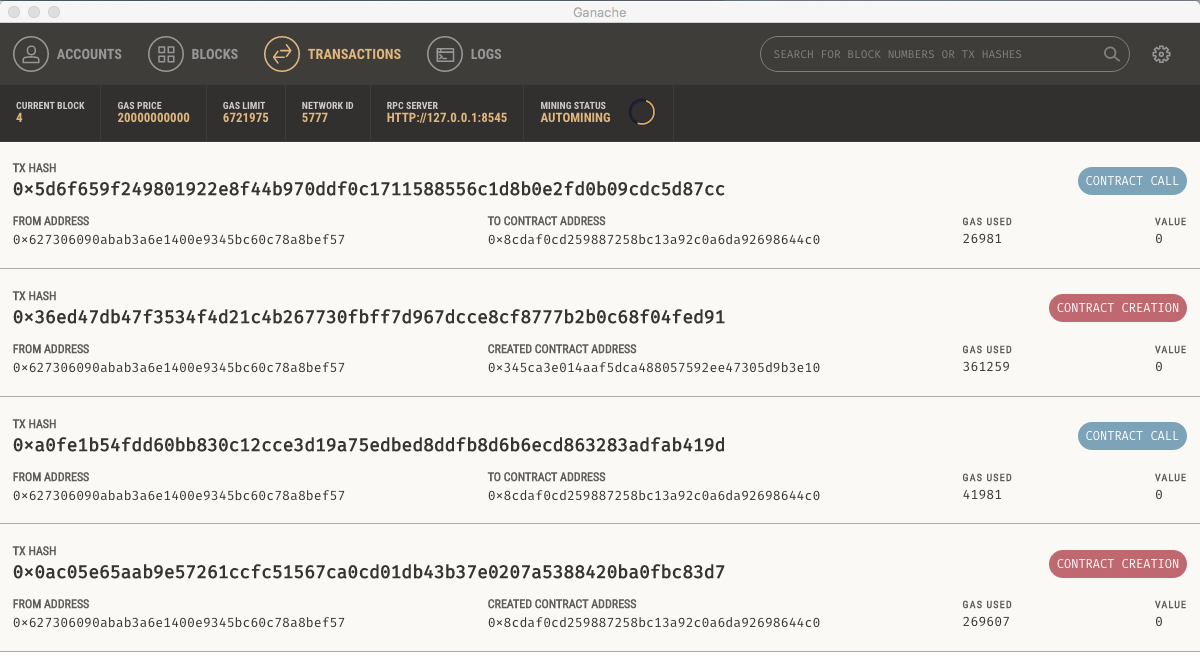 Ganache
ACCOUNTS BLOCKS TRANSACTIONS LOGS SEARCH FOR BLOCK NUMBERS OR TX HASHES
CURRENT BLOCK GAS PRICE GAS LIMIT NETWORK ID RPC SERVER MINING STATUS
4 20000000000 6721975 5777 HTTP://127.0.0.1:8545 AUTOMINING
TX HASH
0×5d6f659f249801922e8f44b970ddf0c1711588556c1d8b0e2fd0b09cdc5d87cc CONTRACT CALL
FROM ADDRESS TO CONTRACT ADDRESS GAS USED VALUE
0×627306090abab3a6e1400e9345bc60c78a8bef57 0×8cdaf0cd259887258bc13a92c0a6da92698644c0 26981 0
TX HASH
0×36ed47db47f3534f4d21c4b267730fbff7d967dcce8cf8777b2b0c68f04fed91 CONTRACT CREATION
FROM ADDRESS CREATED CONTRACT ADDRESS GAS USED VALUE
0×627306090abab3a6e1400e9345bc60c78a8bef57 0×345ca3e014aaf5dca488057592ee47305d9b3e10 361259 0
TX HASH
0×a0fe1b54fdd60bb830c12cce3d19a75edbed8ddfb8d6b6ecd863283adfab419d CONTRACT CALL
FROM ADDRESS TO CONTRACT ADDRESS GAS USED VALUE
0×627306090abab3a6e1400e9345bc60c78a8bef57 0×8cdaf0cd259887258bc13a92c0a6da92698644c0 41981 0
TX HASH
0×0ac05e65aab9e57261ccfc51567ca0cd01db43b37e0207a5388420ba0fbc83d7 CONTRACT CREATION
FROM ADDRESS CREATED CONTRACT ADDRESS GAS USED VALUE
0×627306090abab3a6e1400e9345bc60c78a8bef57 0×8cdaf0cd259887258bc13a92c0a6da92698644c0 269607 0